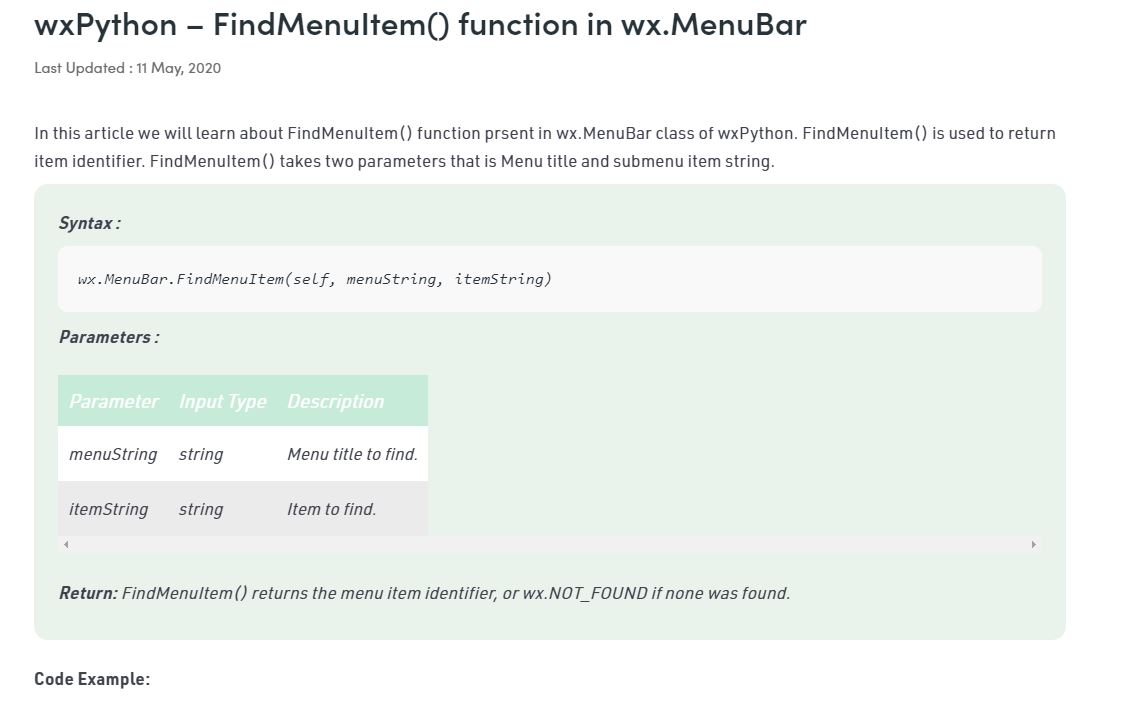 wxPython – FindMenuItem() function in wx.MenuBar
Last Updated : 11 May, 2020
In this article we will learn about FindMenuItem() function prsent in wx.MenuBar class of wxPython. FindMenuItem() is used to return
item identifier. FindMenuItem() takes two parameters that is Menu title and submenu item string.
Syntax :
wx.MenuBar.FindMenuItem(self, menuString, itemString)
Parameters :
Parameter Input Type Description
menuString string Menu title to find.
itemString string Item to find.
Return: FindMenuItem() returns the menu item identifier, or wx.NOT_FOUND if none was found.
Code Example: